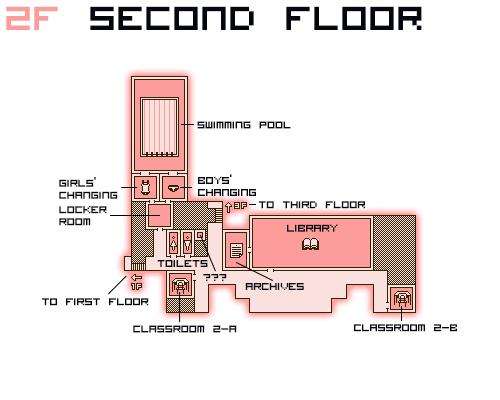 2F SECOND FLOOR
SWIMMING POOL
GIRLS'
CHANGING
BOYS'
CHANGING
LOCKER
ROOM
3F TO THIRD FLOOR
LIBRARY
TOILETS
???
ARCHIVES
1F
TO FIRST FLOOR
CLASSROOM 2-A
CLASSROOM 2-B